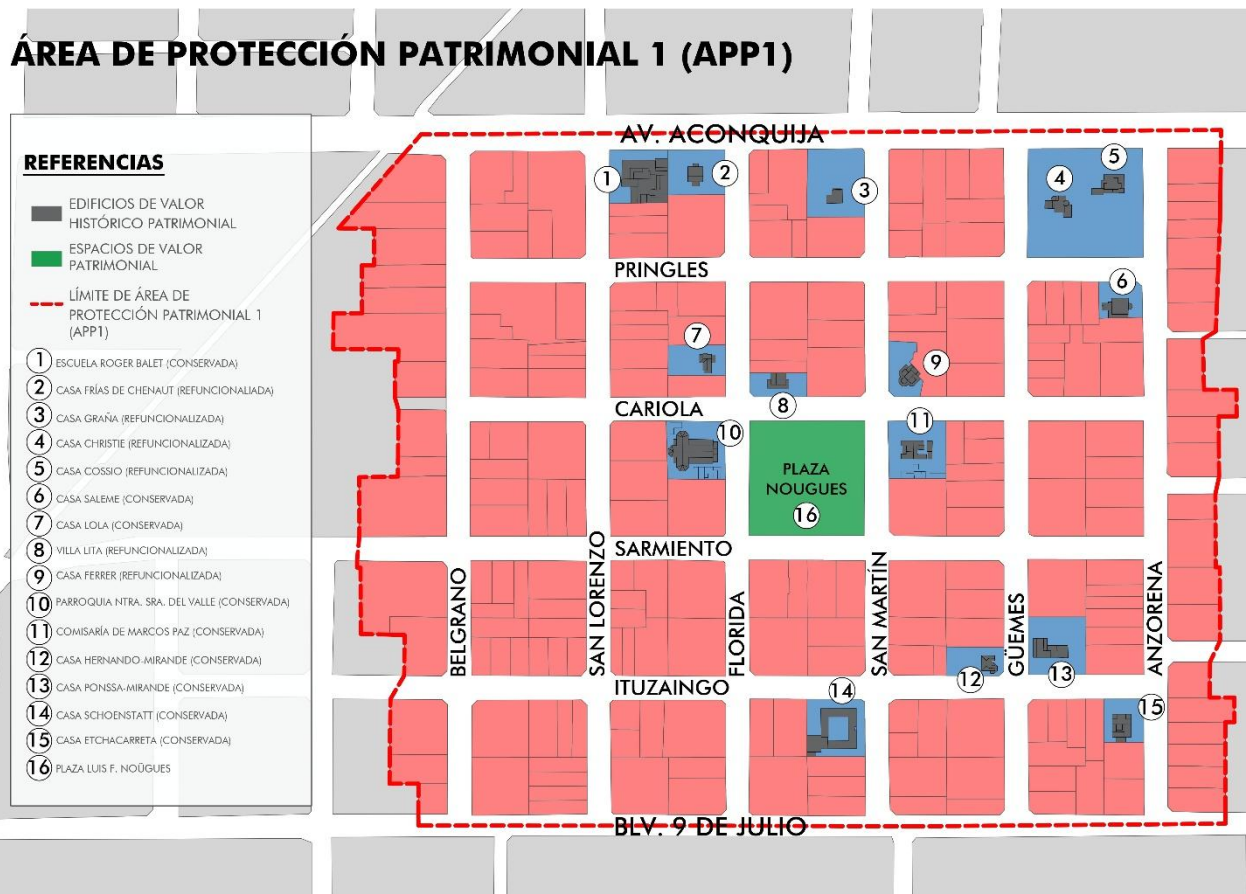 ÁREA DE PROTECCIÓN PATRIMONIAL 1 (APP1)
REFERENCIAS
EDIFICIOS DE VALOR
HISTÓRICO PATRIMONIAL
ESPACIOS DE VALOR
PATRIMONIAL
LÍMITE DE ÁREA DE
PROTECCIÓN PATRIMONIAL 1
(APP1)
1 ESCUELA ROGER BALET (CONSERVADA)
2 CASA FRÍAS DE CHENAUT (REFUNCIONALIADA)
3 CASA GRAÑA (REFUNCIONALIZADA)
4 CASA CHRISTIE (REFUNCIONALIZADA)
5 CASA COSSIO (REFUNCIONALIZADA)
6 CASA SALEME (CONSERVADA)
7 CASA LOLA (CONSERVADA)
8 VILLA LITA (REFUNCIONALIZADA)
9 CASA FERRER (REFUNCIONALIZADA)
10 PARROQUIA NTRA. SRA. DEL VALLE (CONSERVADA)
11 COMISARÍA DE MARCOS PAZ (CONSERVADA)
12 CASA HERNANDO-MIRANDE (CONSERVADA)
13 CASA PONSSA-MIRANDE (CONSERVADA)
14 CASA SCHOENSTATT (CONSERVADA)
15 CASA ETCHACARRETA (CONSERVADA)
16 PLAZA LUIS F. NOÜGUES
AV. ACONQUIJA
1
2
3
4
5
PRINGLES
6
7
8
9
CARIOLA
10
11
PLAZA
NOUGUES
16
SARMIENTO
BELGRANO
SAN LORENZO
FLORIDA
SAN MARTÍN
GÜEMES
ANZORENA
12
13
ITUZAINGO
14
15
BLV. 9 DE JULIO